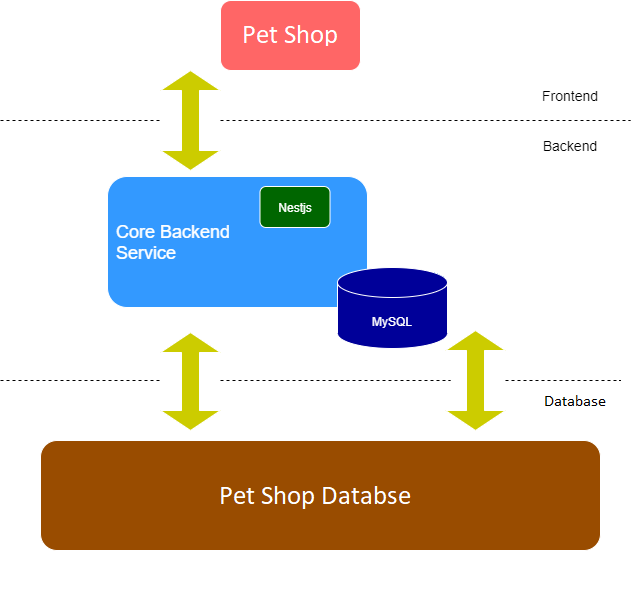 Pet Shop
Frontend
Backend
Nestjs
Core Backend
Service
MySQL
Database
Pet Shop Databse